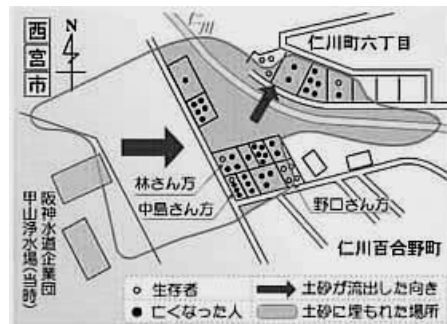 西宮市
N
仁川
仁川町六丁目
林さん方
中島さん方
野口さん方
阪神水道企業団
甲山浄水場(当時)
仁川百合野町
生存者
亡くなった人
土砂が流出した向き
土砂に埋もれた場所